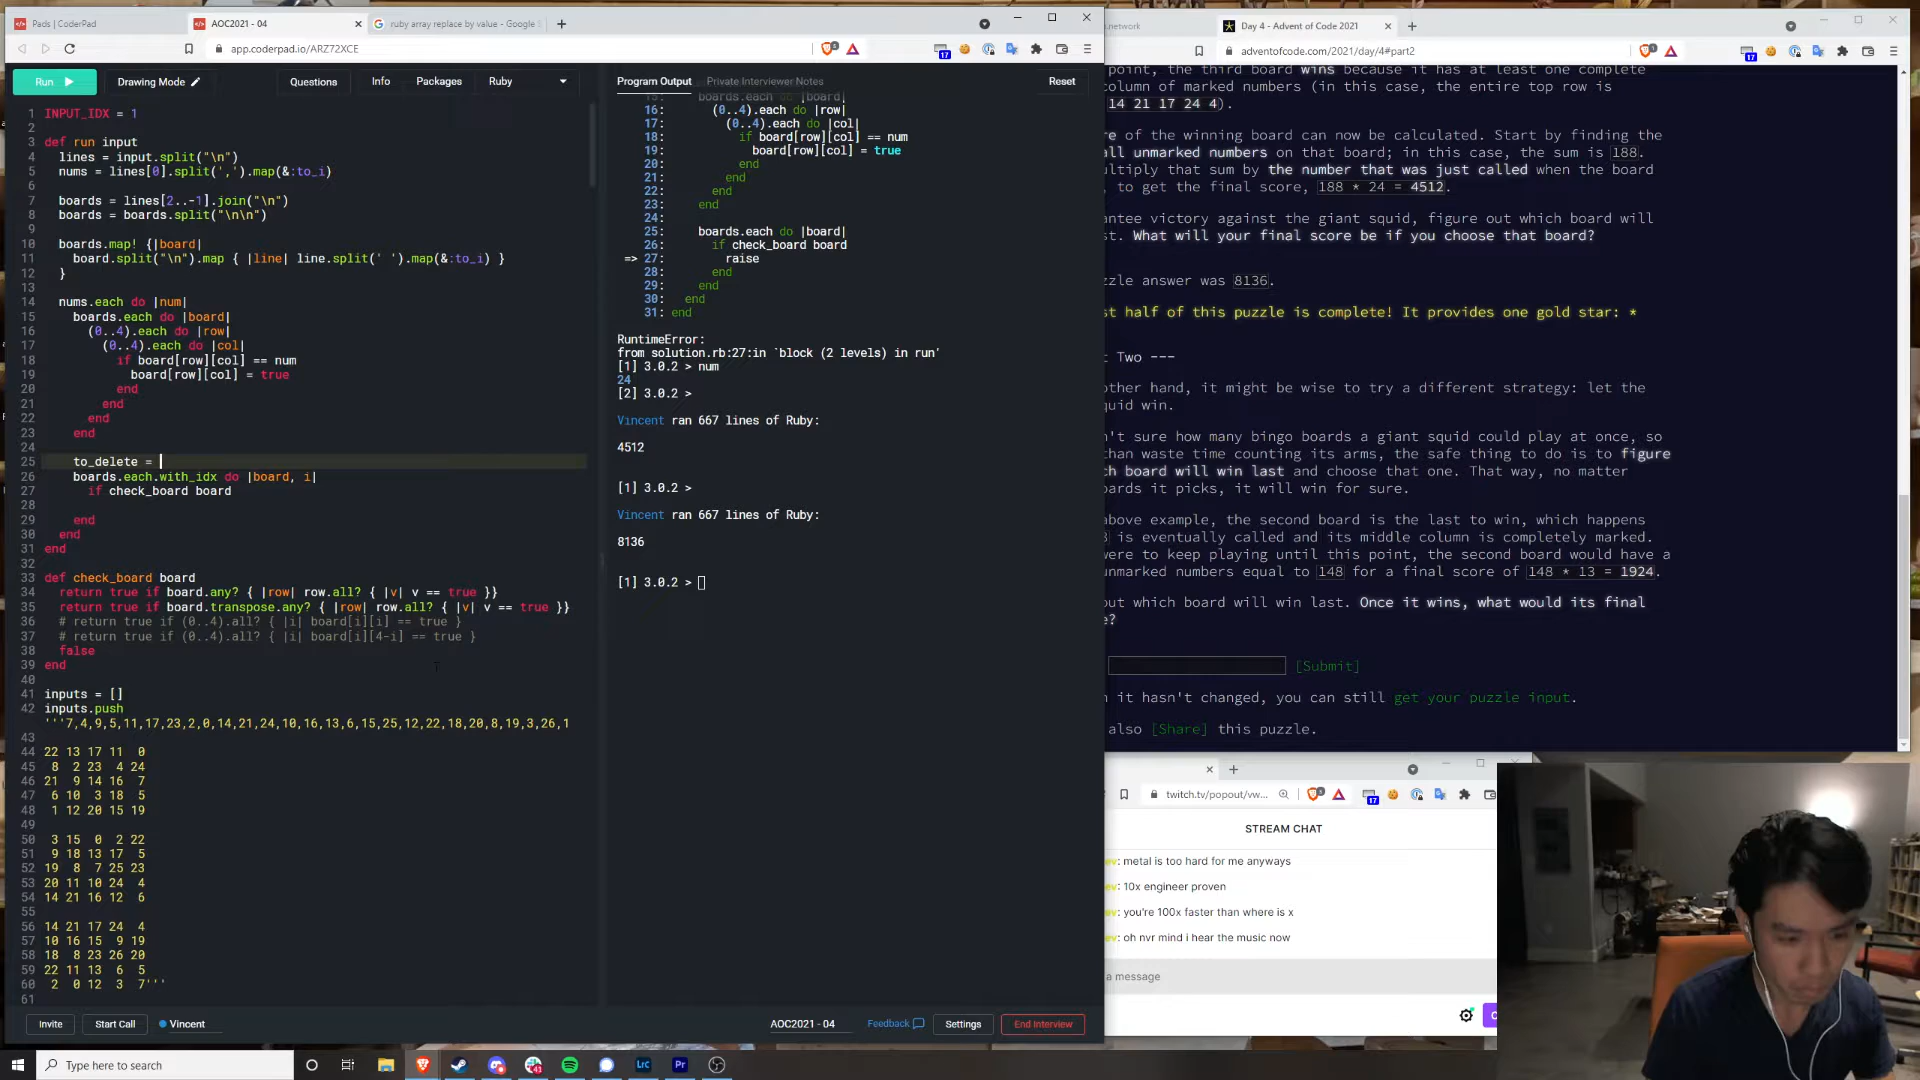 Pads | CoderPad
AOC2021 - 04
ruby array replace by value - Google
app.coderpad.io/ARZ72XCE
17
Run
Drawing Mode
Questions
Info
Packages
Ruby
1 INPUT_IDX = 1
2
3 def run input
4 lines = input.split("\n")
5 nums = lines[0].split(',').map(&:to_i)
6
7 boards = lines[2..-1].join("\n")
8 boards = boards.split("\n\n")
9
10 boards.map! {|board|
11 board.split("\n").map { |line| line.split(' ').map(&:to_i) }
12 }
13
14 nums.each do |num|
15 boards.each do |board|
16 (0..4).each do |row|
17 (0..4).each do |col|
18 if board[row][col] == num
19 board[row][col] = true
20 end
21 end
22 end
23 end
24
25 to_delete =
26 boards.each.with_idx do |board, i|
27 if check_board board
28
29 end
30 end
31 end
32
33 def check_board board
34 return true if board.any? { |row| row.all? { |v| v == true }}
35 return true if board.transpose.any? { |row| row.all? { |v| v == true }}
36 # return true if (0..4).all? { |i| board[i][i] == true }
37 # return true if (0..4).all? { |i| board[i][4-i] == true }
38 false
39 end
40
41 inputs = []
42 inputs.push
'''7,4,9,5,11,17,23,2,0,14,21,24,10,16,13,6,15,25,12,22,18,20,8,19,3,26,1
43
44 22 13 17 11 0
45 8 2 23 4 24
46 21 9 14 16 7
47 6 10 3 18 5
48 1 12 20 15 19
49
50 3 15 0 2 22
51 9 18 13 17 5
52 19 8 7 25 23
53 20 11 10 24 4
54 14 21 16 12 6
55
56 14 21 17 24 4
57 10 16 15 9 19
58 18 8 23 26 20
59 22 11 13 6 5
60 2 0 12 3 7'''
61
Invite
Start Call
Vincent
Program Output
Private Interviewer Notes
Reset
15: boards.each do |board|
16: (0..4).each do |row|
17: (0..4).each do |col|
18: if board[row][col] == num
19: board[row][col] = true
20: end
21: end
22: end
23: end
24:
25: boards.each do |board|
26: if check_board board
=> 27: raise
28: end
29: end
30: end
31: end
RuntimeError:
from solution.rb:27:in `block (2 levels) in run'
[1] 3.0.2 > num
24
[2] 3.0.2 >
Vincent ran 667 lines of Ruby:
4512
[1] 3.0.2 >
Vincent ran 667 lines of Ruby:
8136
[1] 3.0.2 >
AOC2021 - 04
Feedback
Settings
End Interview
.network
Day 4 - Advent of Code 2021
adventofcode.com/2021/day/4#part2
17
point, the third board wins because it has at least one complete
column of marked numbers (in this case, the entire top row is
14 21 17 24 4).
re of the winning board can now be calculated. Start by finding the
ll unmarked numbers on that board; in this case, the sum is 188.
ltiply that sum by the number that was just called when the board
, to get the final score, 188 * 24 = 4512.
antee victory against the giant squid, figure out which board will
st. What will your final score be if you choose that board?
zzle answer was 8136.
st half of this puzzle is complete! It provides one gold star: *
t Two ---
other hand, it might be wise to try a different strategy: let the
quid win.
n't sure how many bingo boards a giant squid could play at once, so
than waste time counting its arms, the safe thing to do is to figure
ch board will win last and choose that one. That way, no matter
oards it picks, it will win for sure.
above example, the second board is the last to win, which happens
3 is eventually called and its middle column is completely marked.
were to keep playing until this point, the second board would have a
unmarked numbers equal to 148 for a final score of 148 * 13 = 1924.
out which board will win last. Once it wins, what would its final
e?
[Submit]
h it hasn't changed, you can still get your puzzle input.
also [Share] this puzzle.
twitch.tv/popout/vw...
17
STREAM CHAT
ev: metal is too hard for me anyways
ev: 10x engineer proven
ev: you're 100x faster than where is x
ev: oh nvr mind i hear the music now
a message
Type here to search
Lrc
Pr